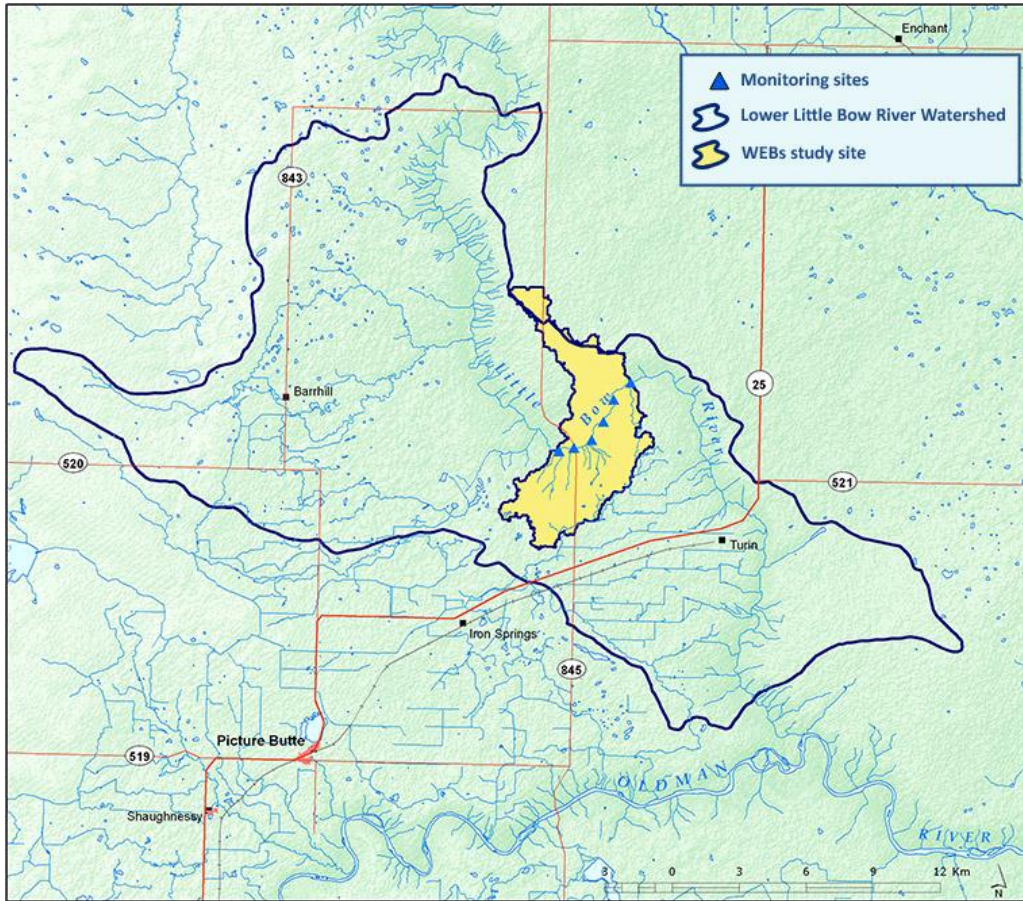 Enchant
Monitoring sites
Lower Little Bow River Watershed
WEBs study site
843
Little
Bow
River
Barrhill
25
520
521
Turin
Iron Springs
845
Picture Butte
519
OLDMAN
RIVER
Shaughnessy
3 0 3 6 9 12 Km
N